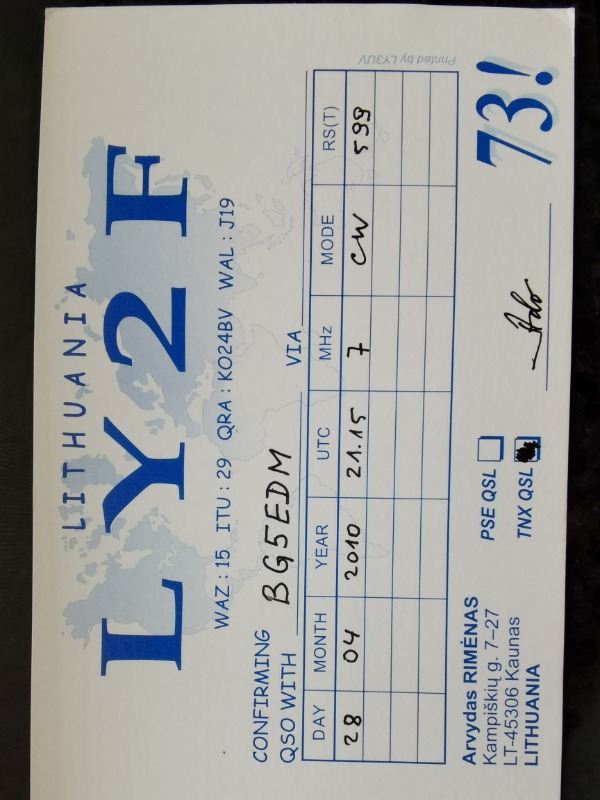 LITHUANIA
LY2F
WAZ : 15 ITU : 29 QRA : KO24BV WAL : J19
CONFIRMING
QSO WITH BG5EDM VIA
DAY MONTH YEAR UTC MHz MODE RS(T)
28 04 2010 21.15 7 CW 599
Arvydas RIMĖNAS
Kampiškių g. 7–27
LT-45306 Kaunas
LITHUANIA
PSE QSL
TNX QSL
73!
Printed by LY3UV